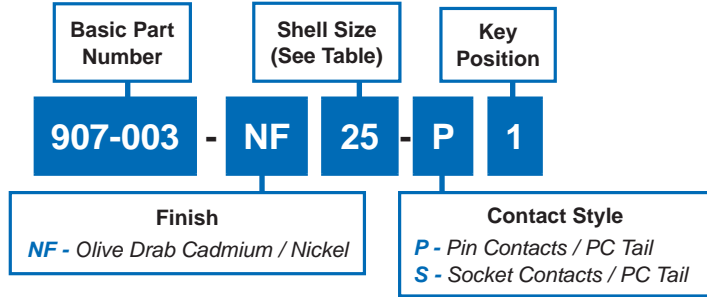 Basic Part
Number
Shell Size
(See Table)
Key
Position
907-003 - NF 25 - P 1
Finish
NF - Olive Drab Cadmium / Nickel
Contact Style
P - Pin Contacts / PC Tail
S - Socket Contacts / PC Tail